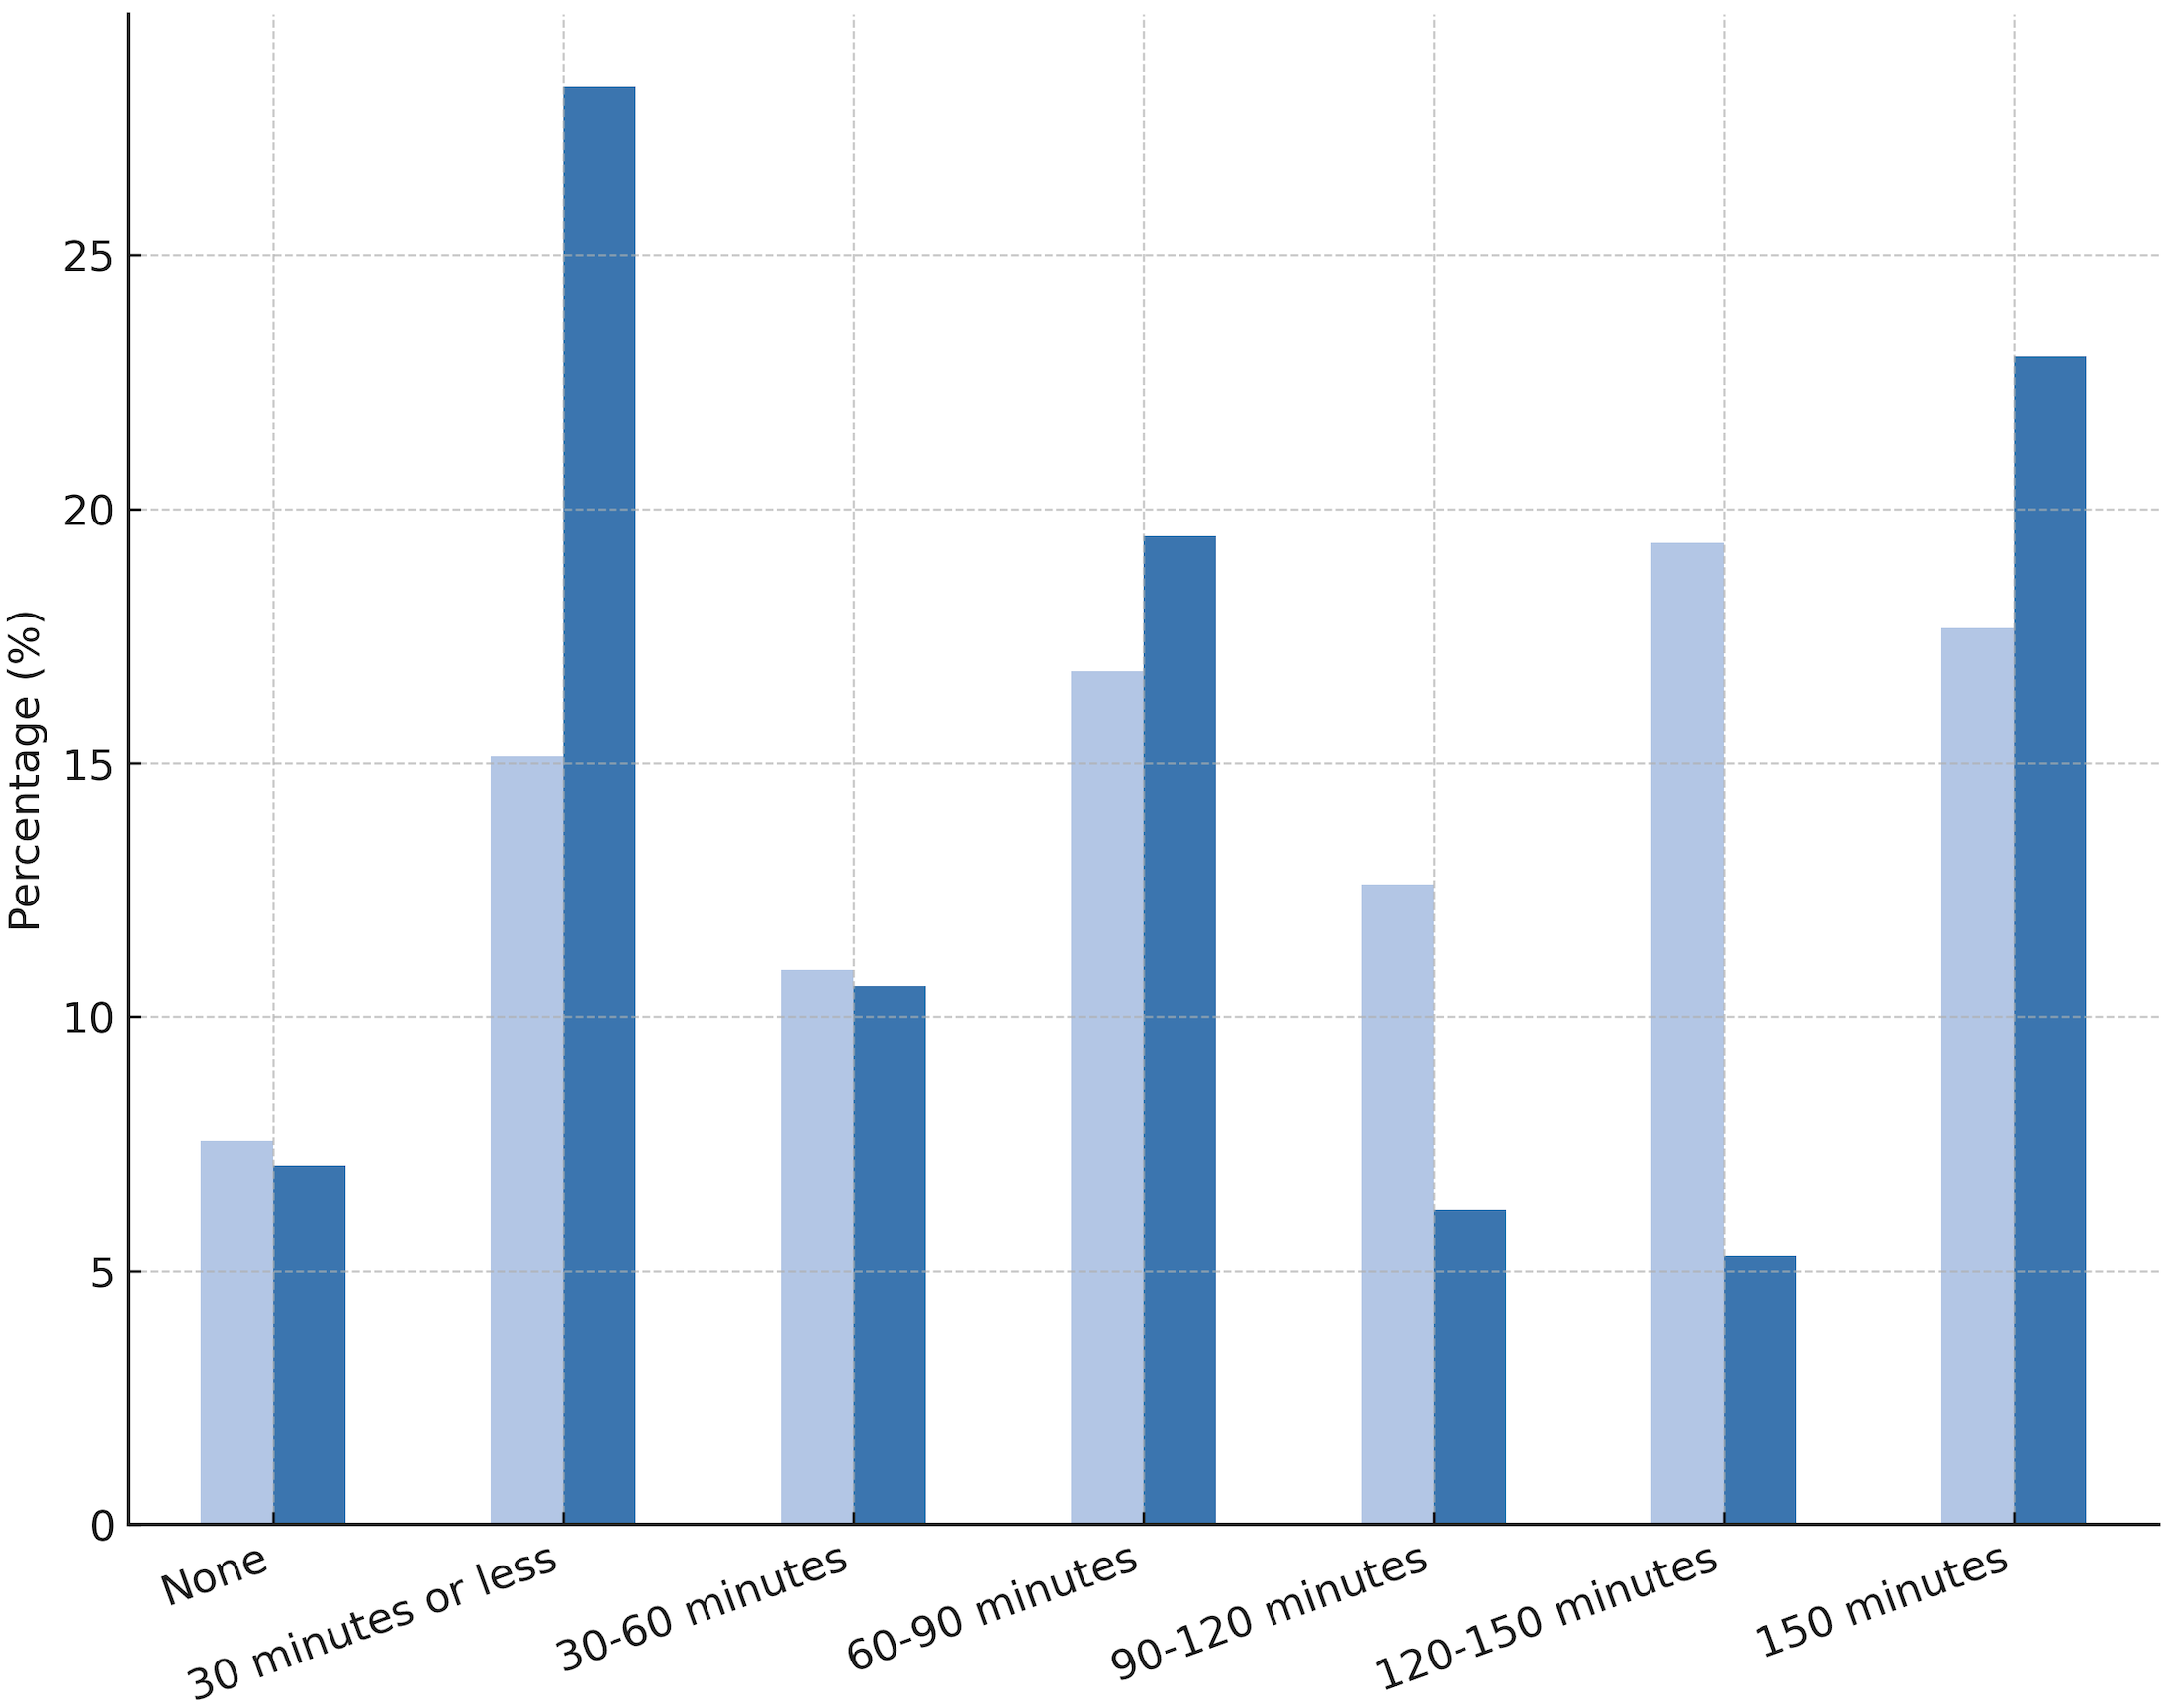 Percentage (%)
25
20
15
10
5
0
None
30 minutes or less
30-60 minutes
60-90 minutes
90-120 minutes
120-150 minutes
150 minutes